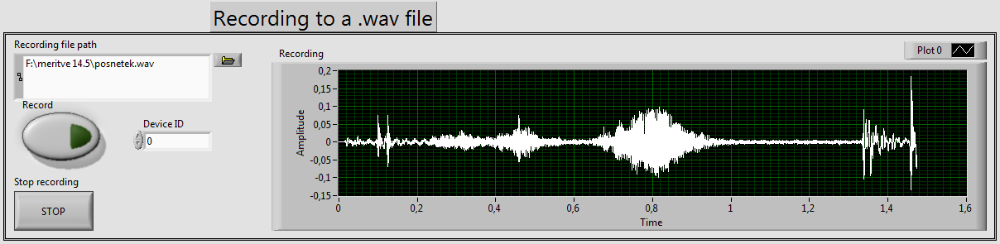 Recording to a .wav file
Recording file path
F:\meritve 14.5\posnetek.wav
Record
Device ID
0
Stop recording
STOP
Recording
Plot 0
Amplitude
0,2
0,15
0,1
0,05
0
-0,05
-0,1
-0,15
0 0,2 0,4 0,6 0,8 1 1,2 1,4 1,6
Time